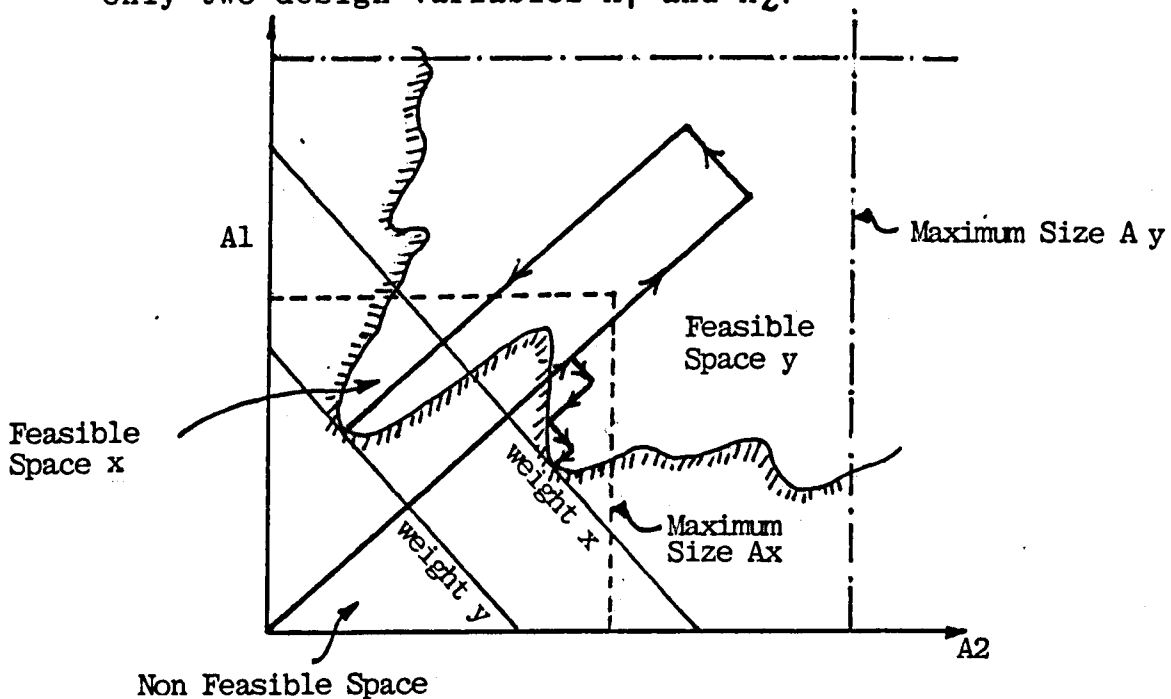 only two design variables A1 and A2.
A1
Maximum Size A y
Feasible
Space y
Feasible
Space x
weight x
weight y
Maximum
Size Ax
A2
Non Feasible Space